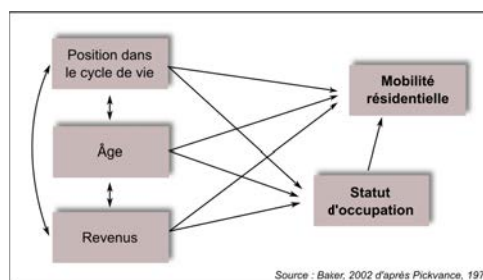 Position dans
le cycle de vie
Âge
Revenus
Mobilité
résidentielle
Statut
d'occupation
Source : Baker, 2002 d'après Pickvance,